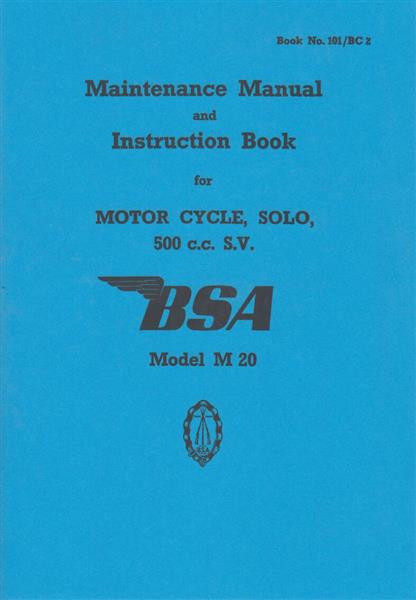 Book No. 101/BC 2
Maintenance Manual
and
Instruction Book
for
MOTOR CYCLE, SOLO,
500 c.c. S.V.
BSA
Model M 20
B.S.A.